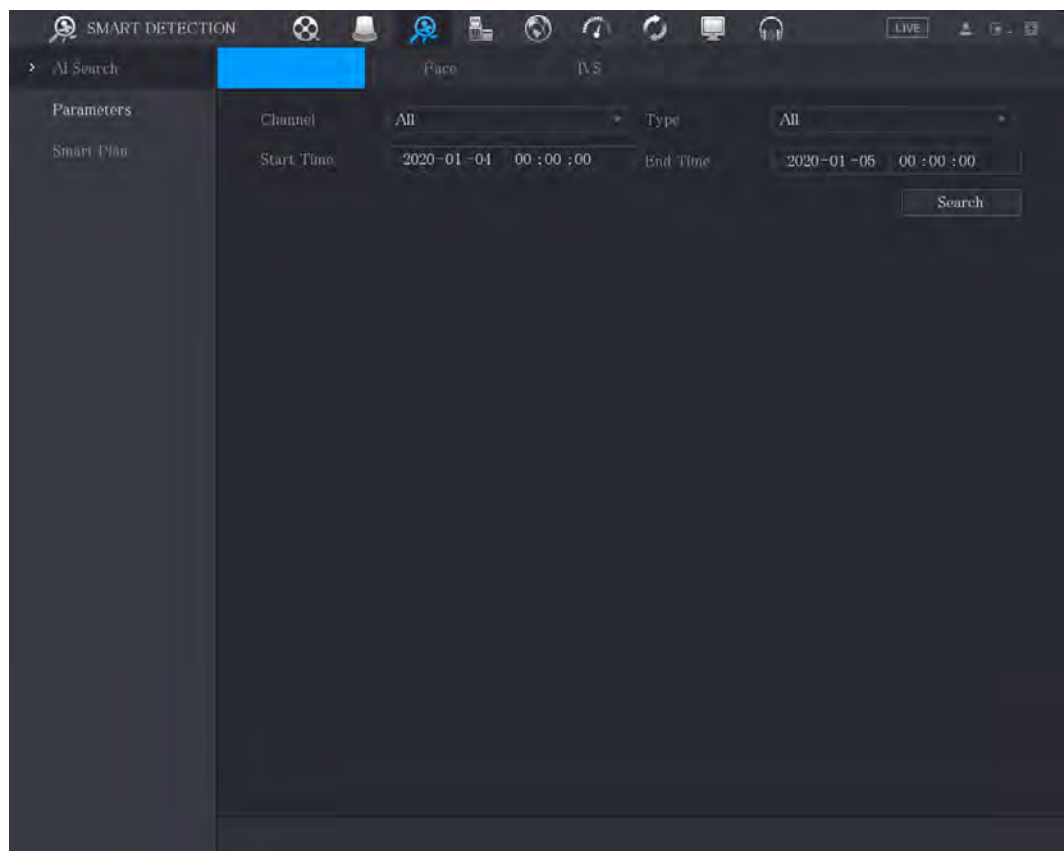 SMART DETECTION LIVE
AI Search Face IVS
Parameters
Channel All Type All
Smart Plan
Start Time 2020-01-04 00:00:00 End Time 2020-01-05 00:00:00
Search